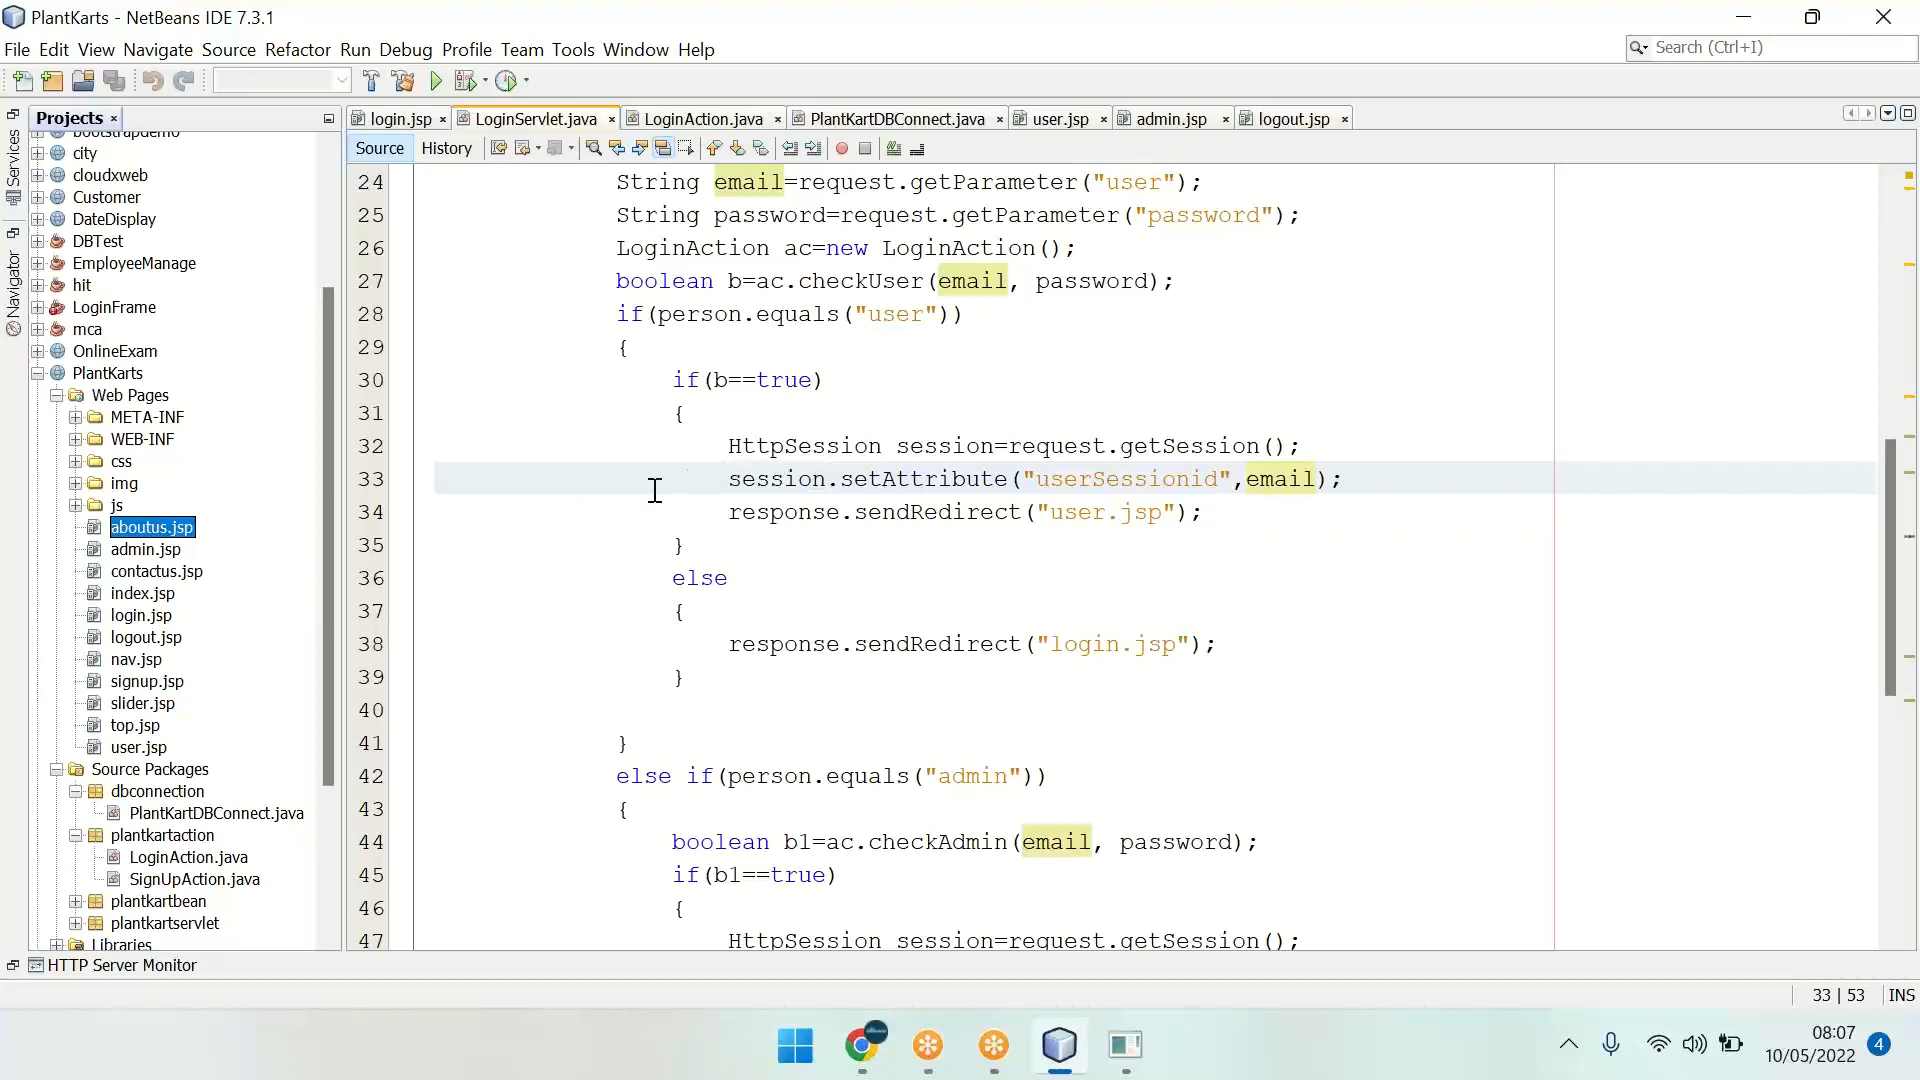 PlantKarts - NetBeans IDE 7.3.1
File Edit View Navigate Source Refactor Run Debug Profile Team Tools Window Help
Search (Ctrl+I)
Projects
login.jsp LoginServlet.java LoginAction.java PlantKartDBConnect.java user.jsp admin.jsp logout.jsp
Source History
Services
Navigator
bootstrapdemo
city
cloudxweb
Customer
DateDisplay
DBTest
EmployeeManage
hit
LoginFrame
mca
OnlineExam
PlantKarts
Web Pages
META-INF
WEB-INF
css
img
js
aboutus.jsp
admin.jsp
contactus.jsp
index.jsp
login.jsp
logout.jsp
nav.jsp
signup.jsp
slider.jsp
top.jsp
user.jsp
Source Packages
dbconnection
PlantKartDBConnect.java
plantkartaction
LoginAction.java
SignUpAction.java
plantkartbean
plantkartservlet
Libraries
24 String email=request.getParameter("user");
25 String password=request.getParameter("password");
26 LoginAction ac=new LoginAction();
27 boolean b=ac.checkUser(email, password);
28 if(person.equals("user"))
29 {
30 if(b==true)
31 {
32 HttpSession session=request.getSession();
33 session.setAttribute("userSessionid",email);
34 response.sendRedirect("user.jsp");
35 }
36 else
37 {
38 response.sendRedirect("login.jsp");
39 }
40
41 }
42 else if(person.equals("admin"))
43 {
44 boolean b1=ac.checkAdmin(email, password);
45 if(b1==true)
46 {
47 HttpSession session=request.getSession();
HTTP Server Monitor
33 | 53 INS
08:07
10/05/2022
4